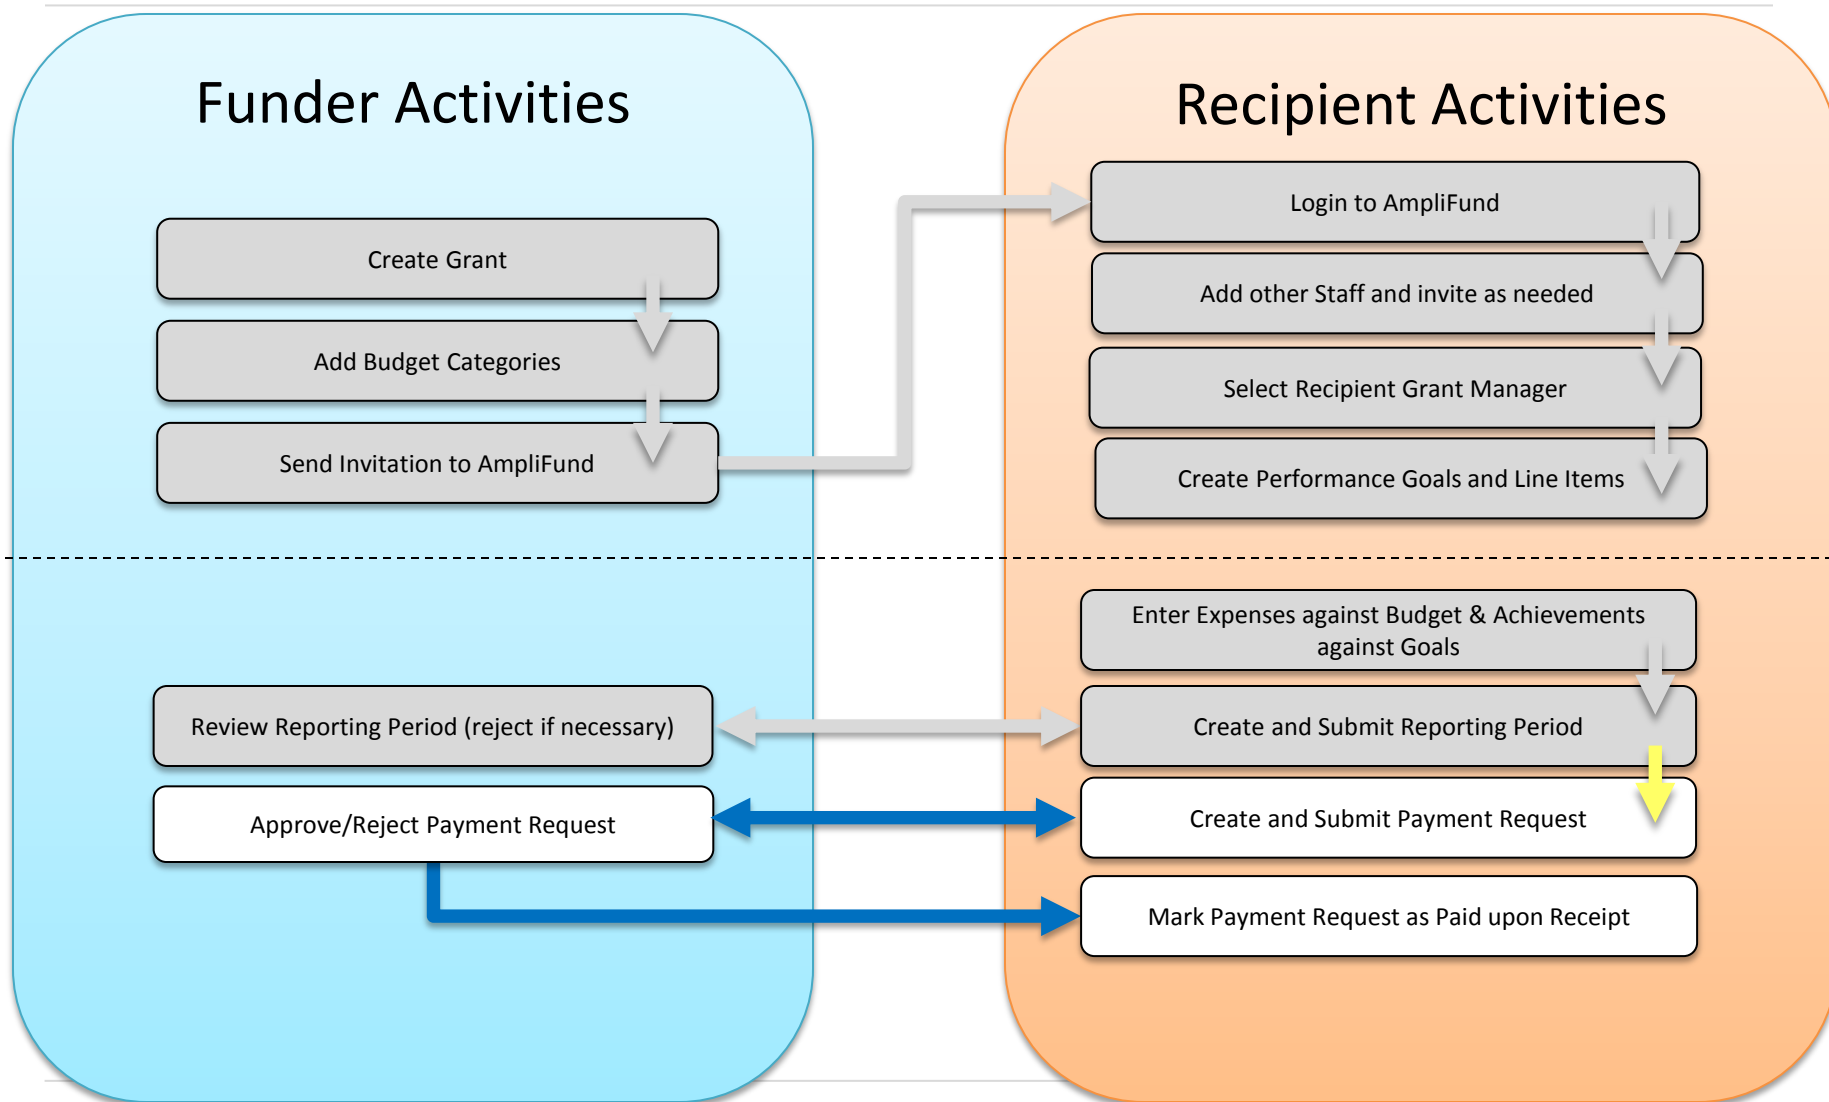 Funder Activities
Create Grant
Add Budget Categories
Send Invitation to AmpliFund
Review Reporting Period (reject if necessary)
Approve/Reject Payment Request
Recipient Activities
Login to AmpliFund
Add other Staff and invite as needed
Select Recipient Grant Manager
Create Performance Goals and Line Items
Enter Expenses against Budget & Achievements
against Goals
Create and Submit Reporting Period
Create and Submit Payment Request
Mark Payment Request as Paid upon Receipt